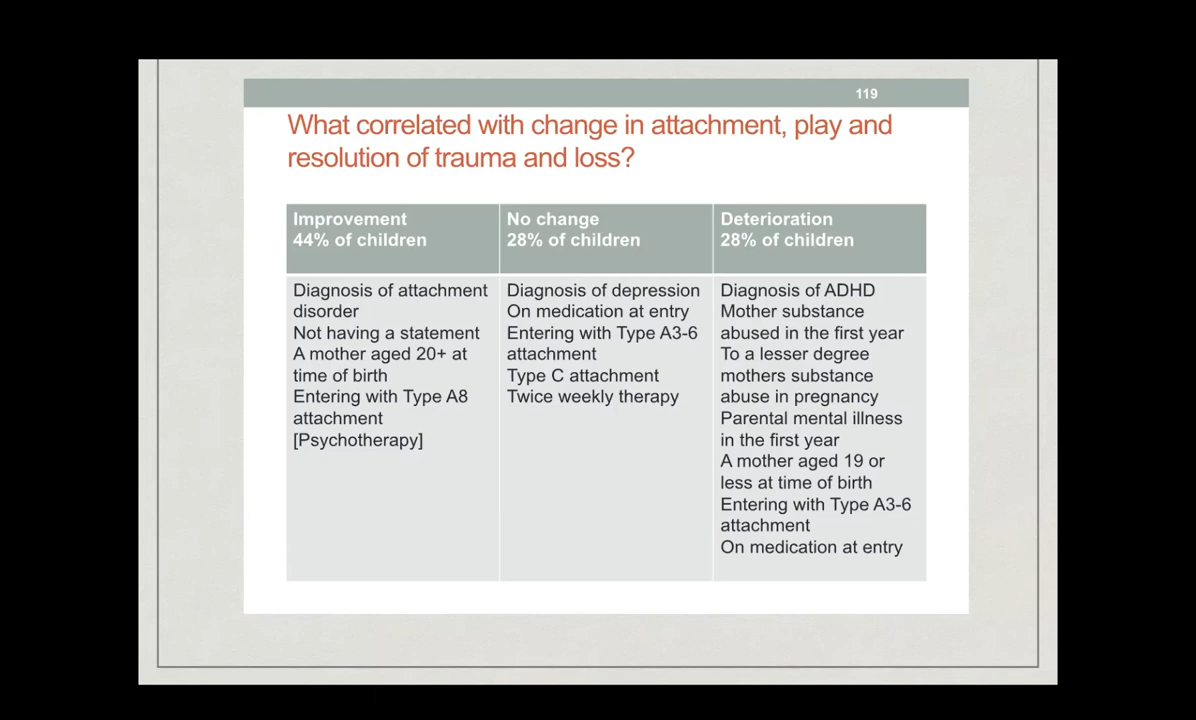 119
What correlated with change in attachment, play and
resolution of trauma and loss?
Improvement
44% of children
Diagnosis of attachment
disorder
Not having a statement
A mother aged 20+ at
time of birth
Entering with Type A8
attachment
[Psychotherapy]
No change
28% of children
Diagnosis of depression
On medication at entry
Entering with Type A3-6
attachment
Type C attachment
Twice weekly therapy
Deterioration
28% of children
Diagnosis of ADHD
Mother substance
abused in the first year
To a lesser degree
mothers substance
abuse in pregnancy
Parental mental illness
in the first year
A mother aged 19 or
less at time of birth
Entering with Type A3-6
attachment
On medication at entry